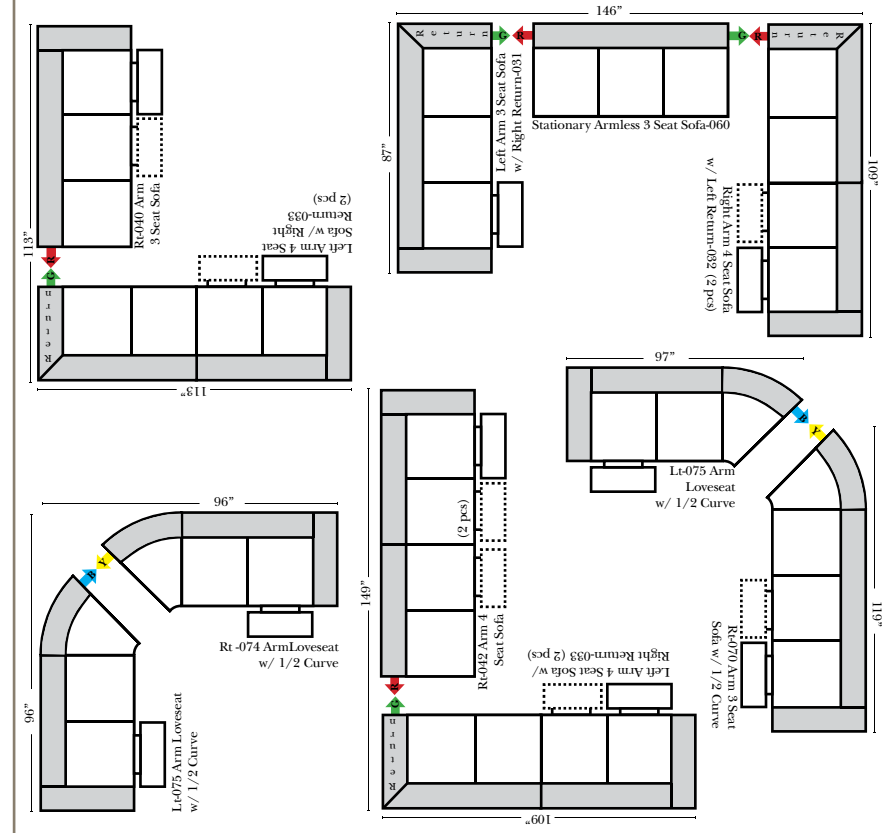 113”
Rt-040 Arm
3 Seat Sofa
R
G
Return
Left Arm 4 Seat
Sofa w/ Right
Return-033
(2 pcs)
113”
146”
87”
Return
G
R
Left Arm 3 Seat Sofa
w/ Right Return-031
Stationary Armless 3 Seat Sofa-060
G
R
Return
109”
Right Arm 4 Seat Sofa
w/ Left Return-032 (2 pcs)
96”
96”
B
Y
Rt -074 ArmLoveseat
w/ 1/2 Curve
Lt-075 Arm Loveseat
w/ 1/2 Curve
149”
(2 pcs)
Rt-042 Arm 4
Seat Sofa
R
G
Return
Left Arm 4 Seat Sofa w/
Right Return-033 (2 pcs)
109”
97”
B
Y
Lt-075 Arm
Loveseat
w/ 1/2 Curve
119”
Rt-070 Arm 3 Seat
Sofa w/ 1/2 Curve